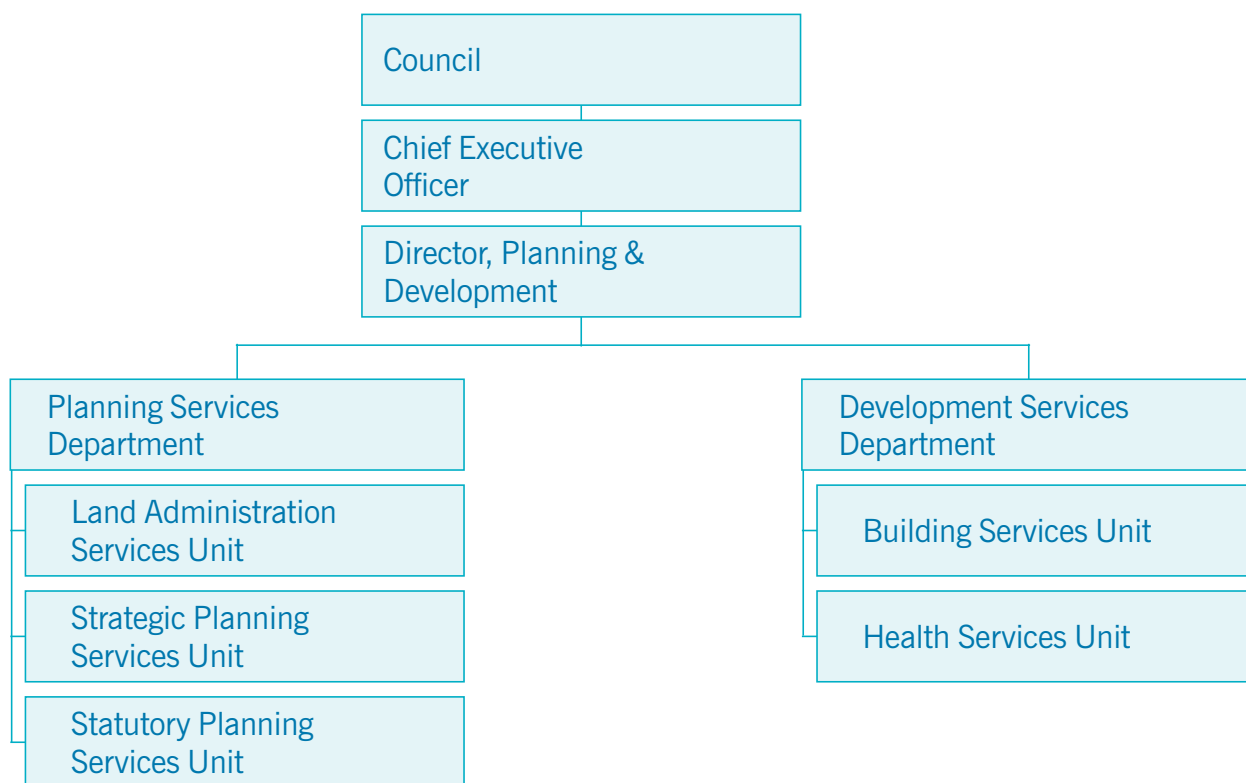 Council
Chief Executive
Officer
Director, Planning &
Development
Planning Services
Department
Land Administration
Services Unit
Strategic Planning
Services Unit
Statutory Planning
Services Unit
Development Services
Department
Building Services Unit
Health Services Unit